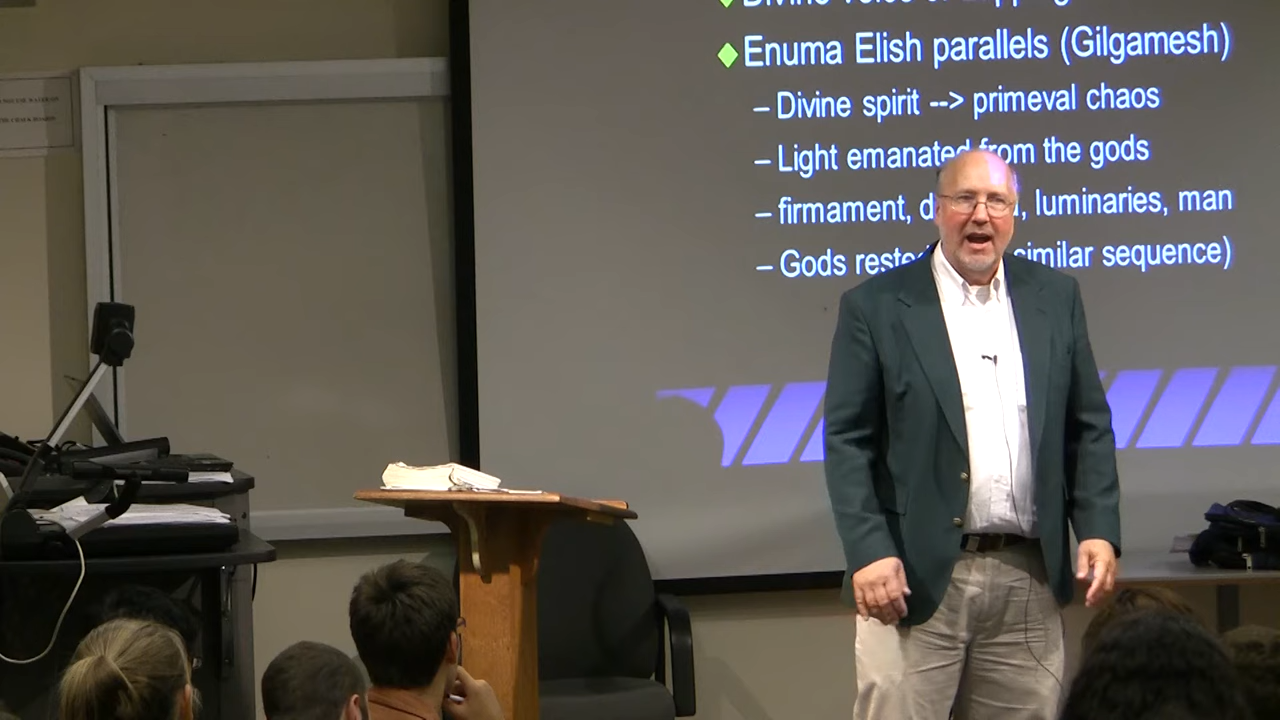 Enuma Elish parallels (Gilgamesh)
– Divine spirit --> primeval chaos
– Light emanated from the gods
– firmament, luminaries, man
– Gods similar sequence)